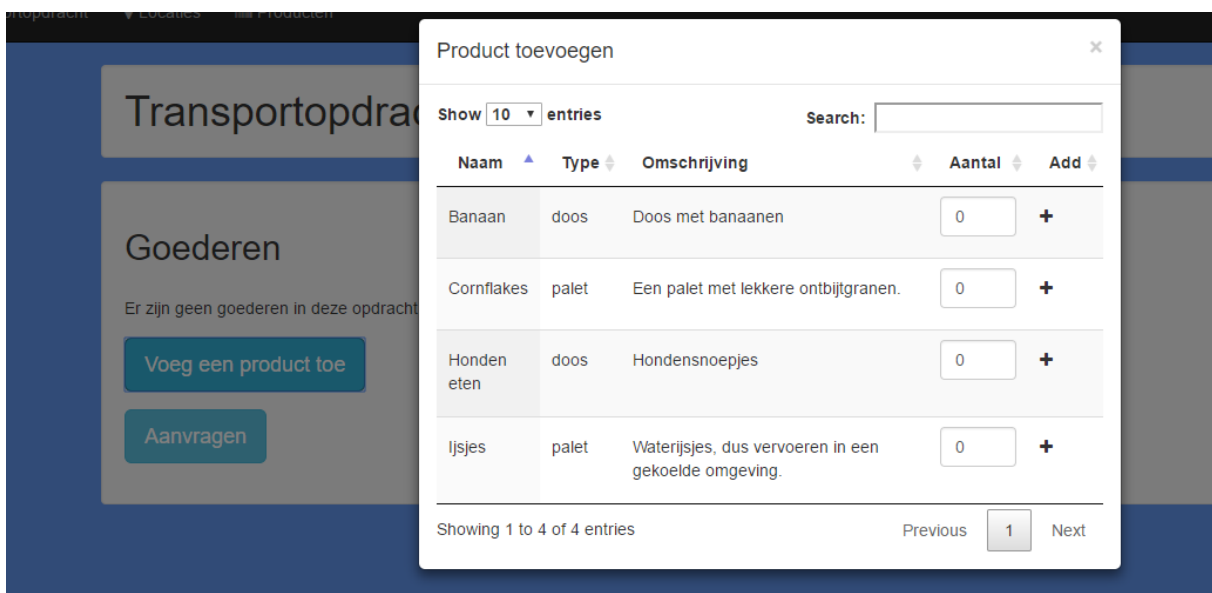 Locaties Producten
Product toevoegen ×
Transportopdrac
Show 10 entries Search:
Naam Type Omschrijving Aantal Add
Banaan doos Doos met banaanen 0 +
Goederen
Cornflakes palet Een palet met lekkere ontbijtgranen. 0 +
Er zijn geen goederen in deze opdracht
Voeg een product toe
Honden doos Hondensnoepjes 0 +
eten
Aanvragen
Ijsjes palet Waterijsjes, dus vervoeren in een 0 +
gekoelde omgeving.
Showing 1 to 4 of 4 entries Previous 1 Next